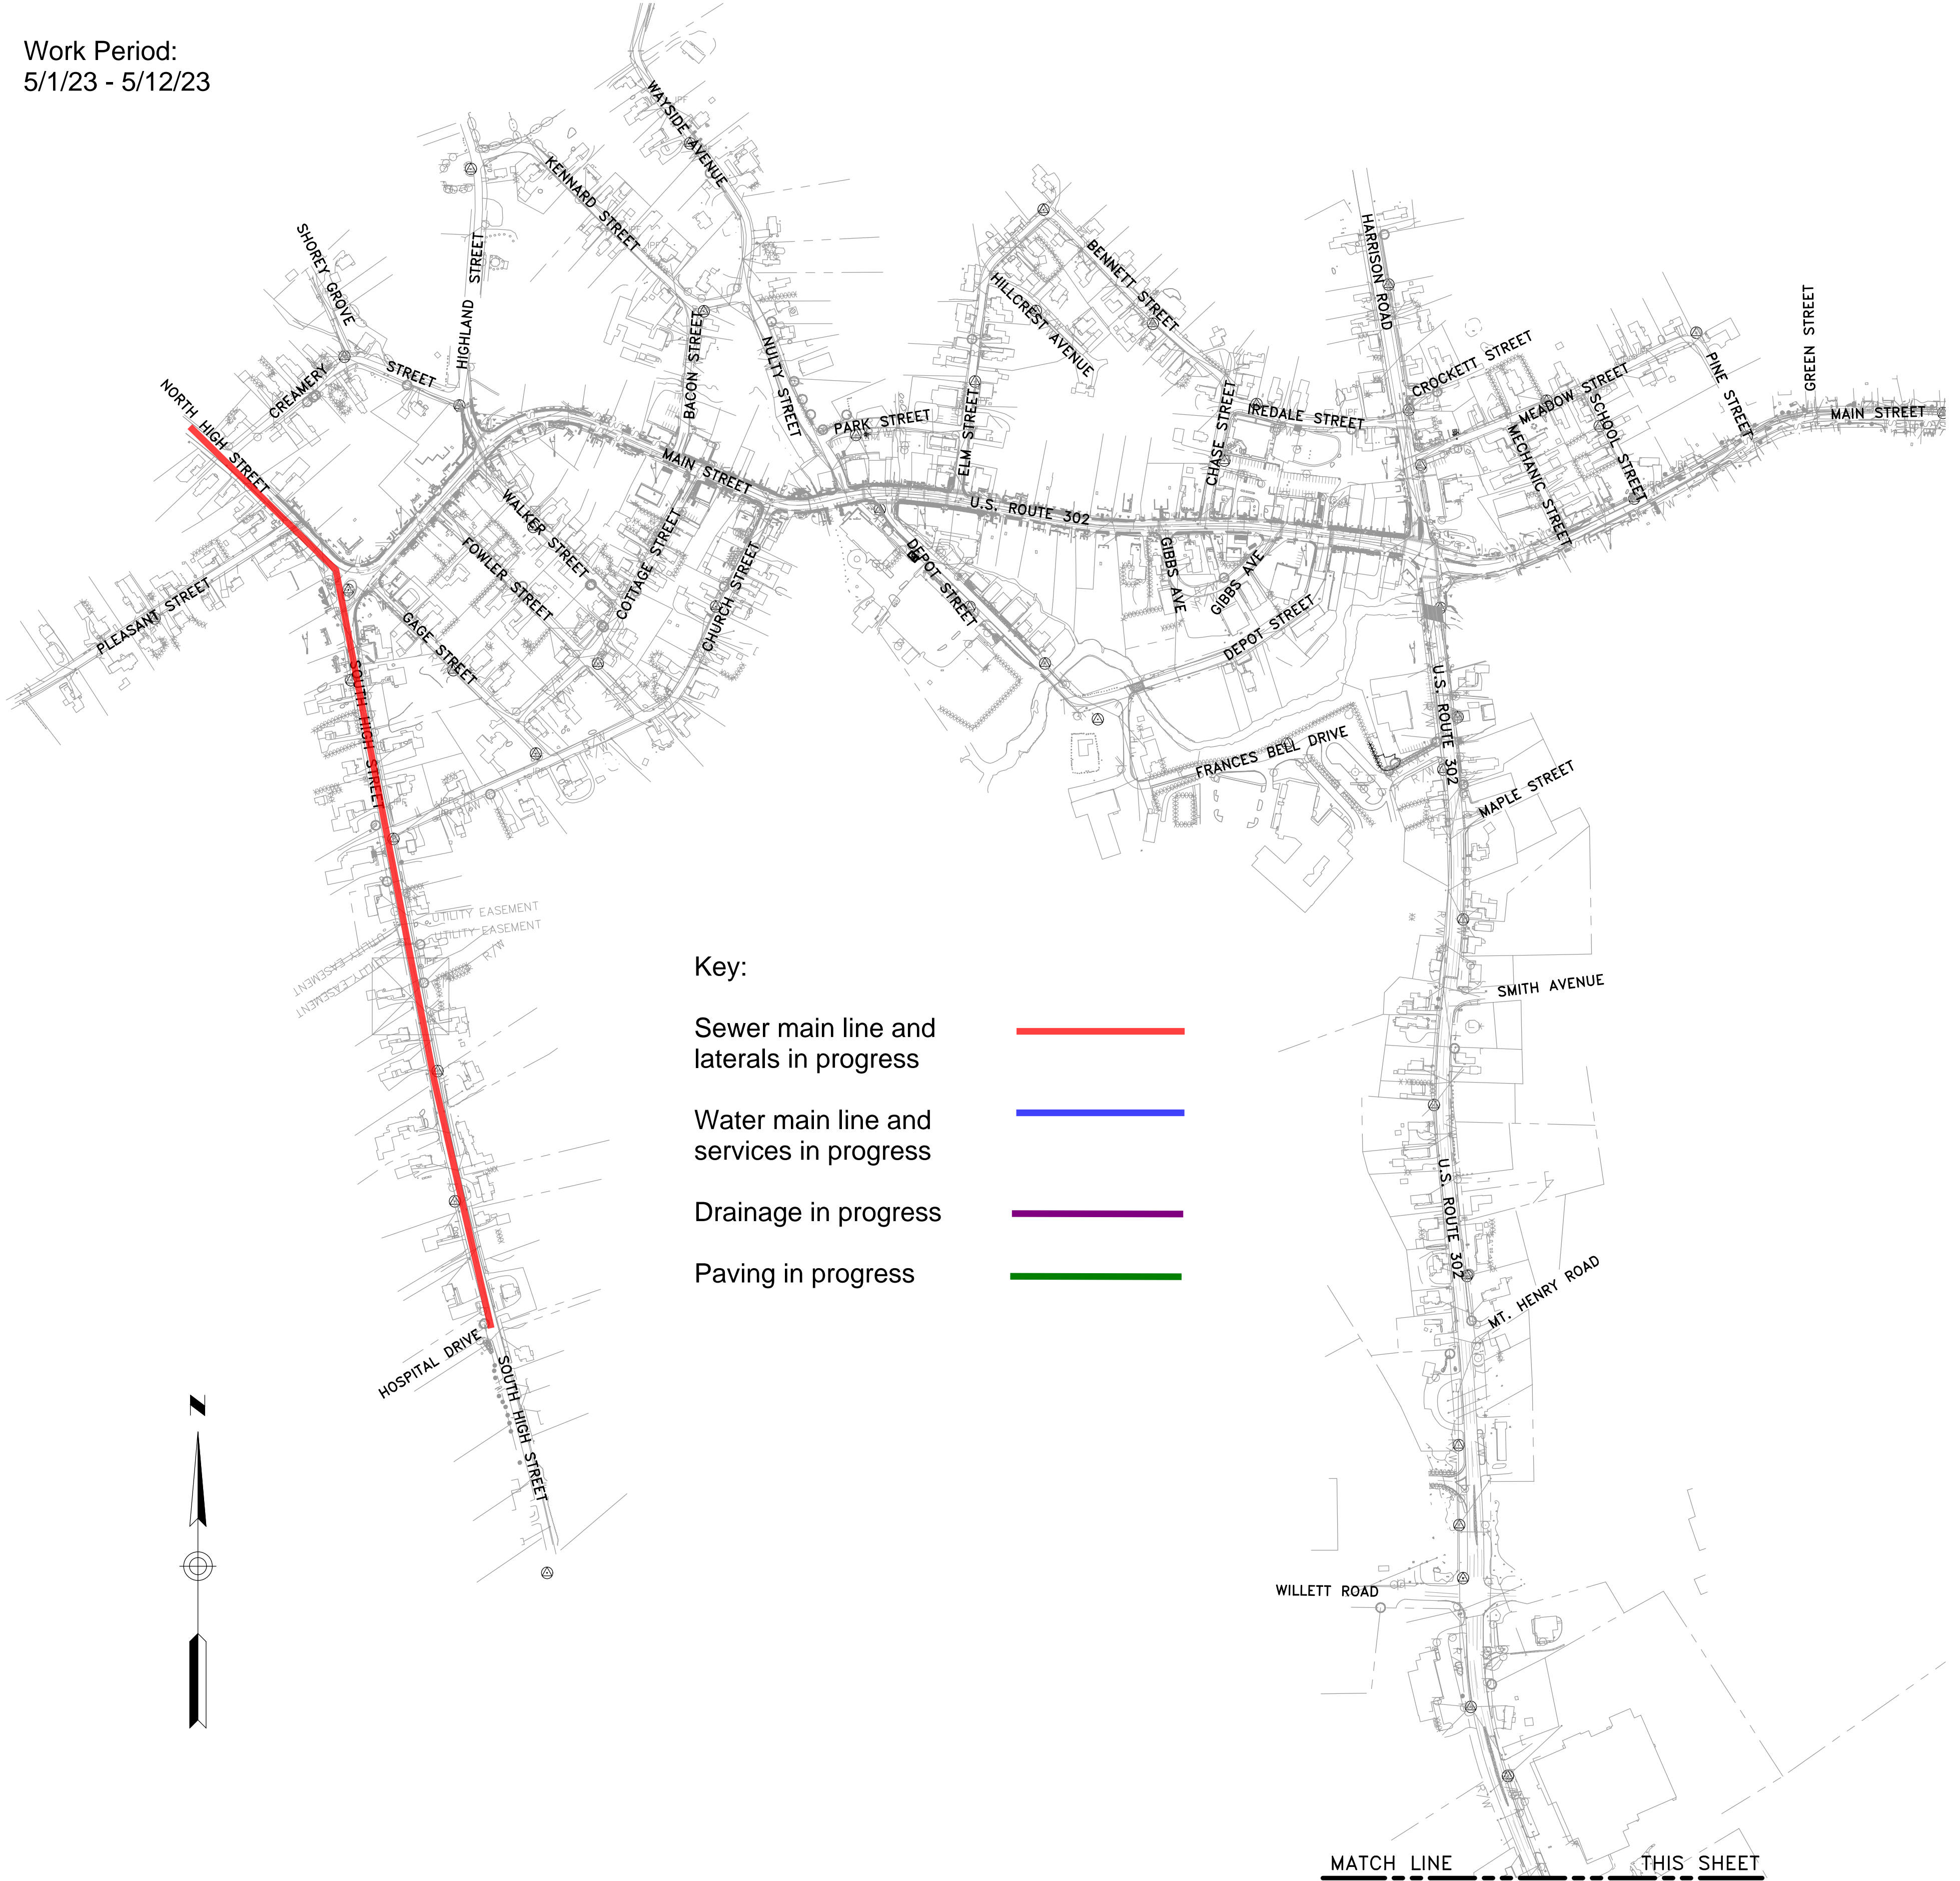 Work Period:
5/1/23 - 5/12/23
WAYSIDE AVENUE
KENNARD STREET
SHOREY GROVE
HIGHLAND STREET
CREAMERY STREET
NORTH HIGH STREET
BACON STREET
NULTY STREET
PARK STREET
ELM STREET
HILLCREST AVENUE
BENNETT STREET
CHASE STREET
IREDALE STREET
HARRISON ROAD
CROCKETT STREET
MEADOW STREET
SCHOOL STREET
MECHANIC STREET
PINE STREET
GREEN STREET
MAIN STREET
MAIN STREET
U.S. ROUTE 302
WALKER STREET
FOWLER STREET
COTTAGE STREET
CHURCH STREET
GAGE STREET
PLEASANT STREET
SOUTH HIGH STREET
DEPOT STREET
GIBBS AVE
GIBBS AVE
DEPOT STREET
FRANCES BELL DRIVE
U.S. ROUTE 302
MAPLE STREET
UTILITY EASEMENT
UTILITY EASEMENT
UTILITY EASEMENT
UTILITY EASEMENT
R/W
SMITH AVENUE
Key:
Sewer main line and
laterals in progress
Water main line and
services in progress
Drainage in progress
Paving in progress
U.S. ROUTE 302
MT. HENRY ROAD
HOSPITAL DRIVE
SOUTH HIGH STREET
N
WILLETT ROAD
R/W
MATCH LINE THIS SHEET